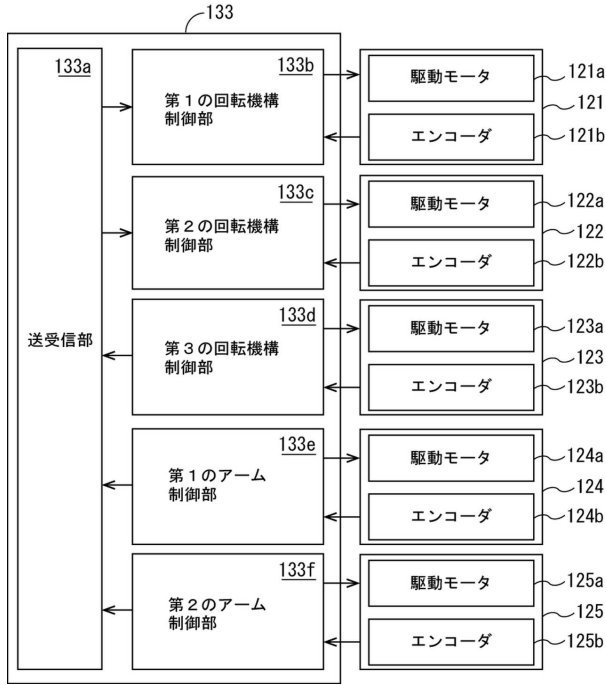 133
133a
送受信部
133b
第１の回転機構
制御部
駆動モータ
121a
121
エンコーダ
121b
133c
第２の回転機構
制御部
駆動モータ
122a
122
エンコーダ
122b
133d
第３の回転機構
制御部
駆動モータ
123a
123
エンコーダ
123b
133e
第１のアーム
制御部
駆動モータ
124a
124
エンコーダ
124b
133f
第２のアーム
制御部
駆動モータ
125a
125
エンコーダ
125b